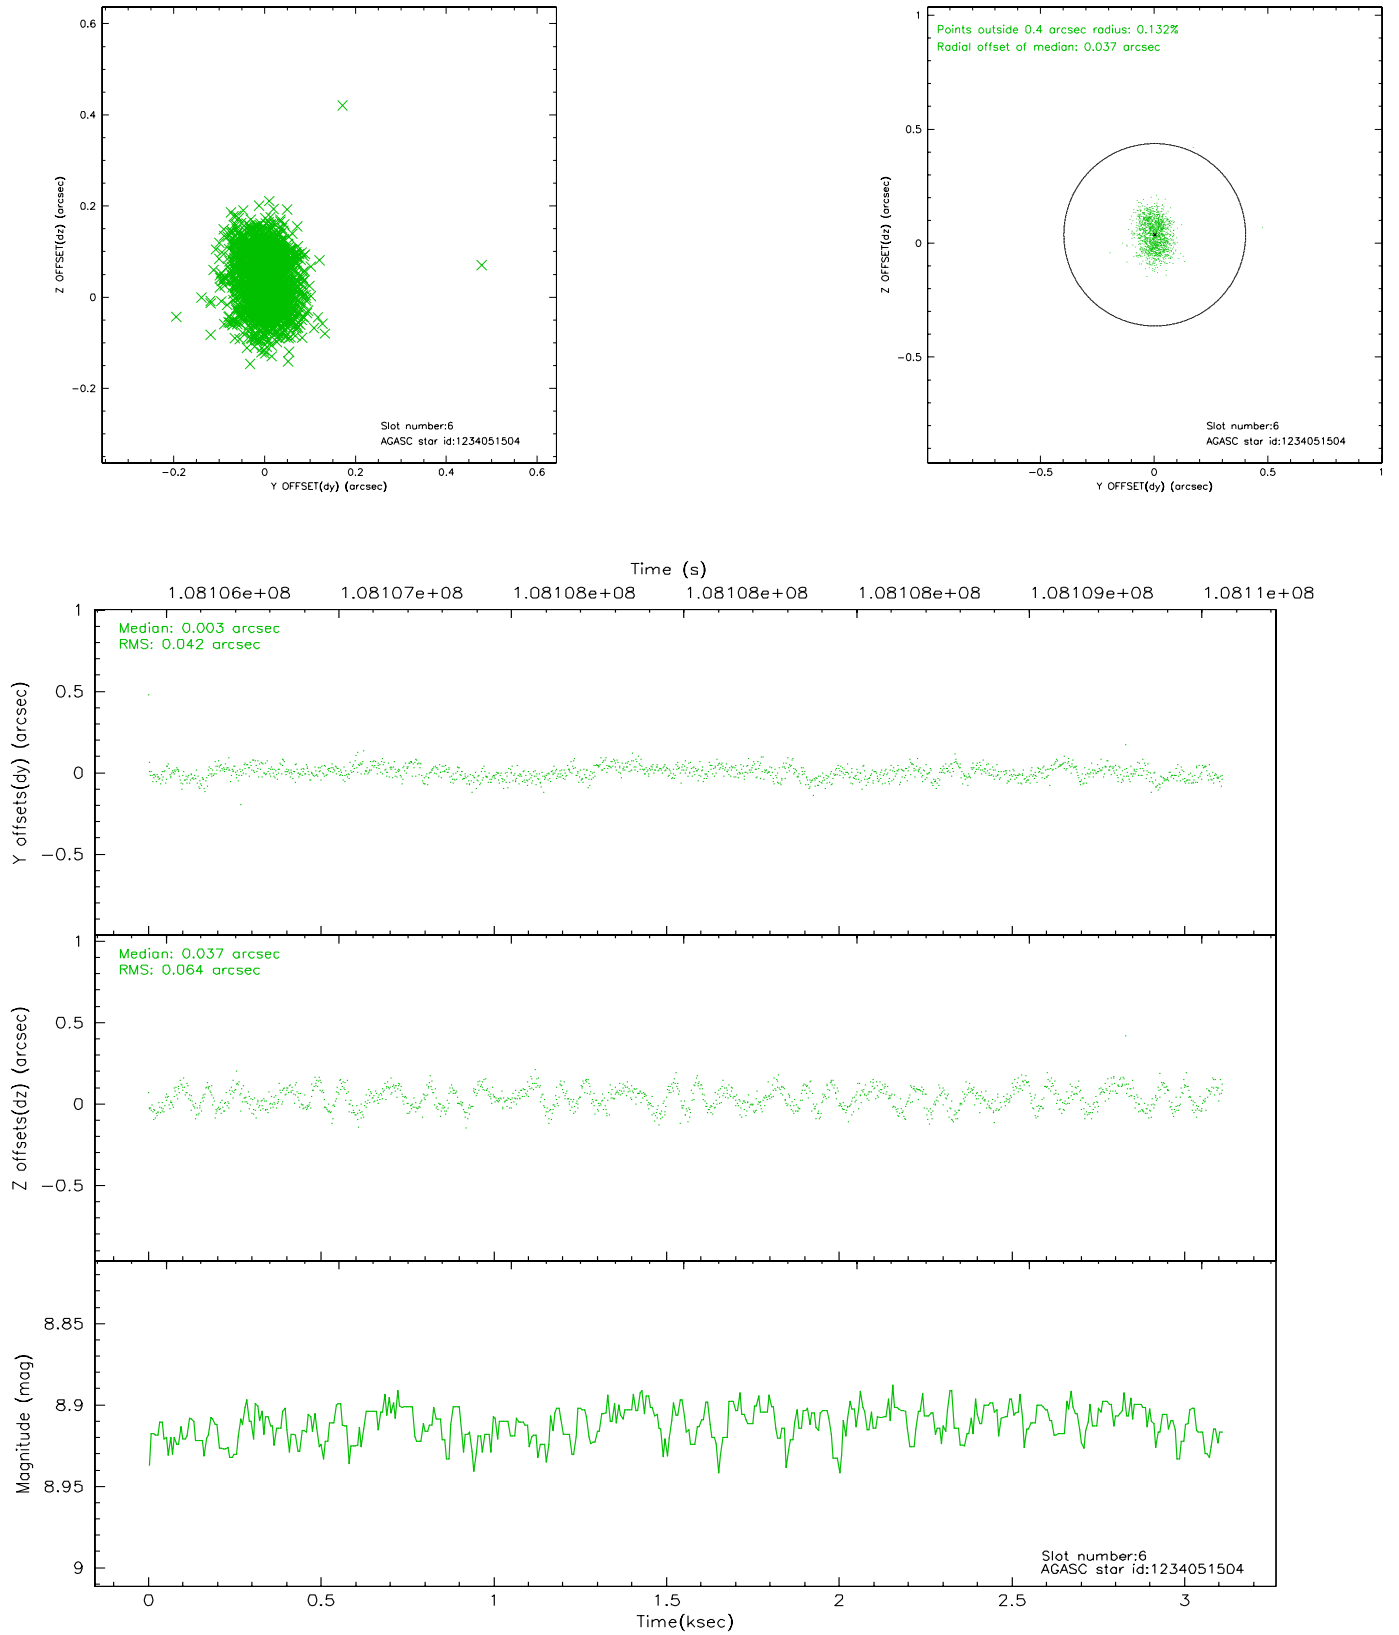 0.6
0.4
0.2
0
−0.2
Z OFFSET(dz) (arcsec)
Slot number:6
AGASC star id:1234051504
−0.2 0 0.2 0.4 0.6
Y OFFSET(dy) (arcsec)
Points outside 0.4 arcsec radius: 0.132%
Radial offset of median: 0.037 arcsec
1
0.5
0
−0.5
Z OFFSET(dz) (arcsec)
Slot number:6
AGASC star id:1234051504
−0.5 0 0.5 1
Y OFFSET(dy) (arcsec)
Time (s)
1.08106e+08 1.08107e+08 1.08108e+08 1.08108e+08 1.08108e+08 1.08109e+08 1.0811e+08
Median: 0.003 arcsec
RMS: 0.042 arcsec
1
0.5
0
−0.5
Y offsets(dy) (arcsec)
Median: 0.037 arcsec
RMS: 0.064 arcsec
1
0.5
0
−0.5
Z offsets(dz) (arcsec)
8.85
8.9
8.95
9
Magnitude (mag)
Slot number:6
AGASC star id:1234051504
0 0.5 1 1.5 2 2.5 3
Time(ksec)